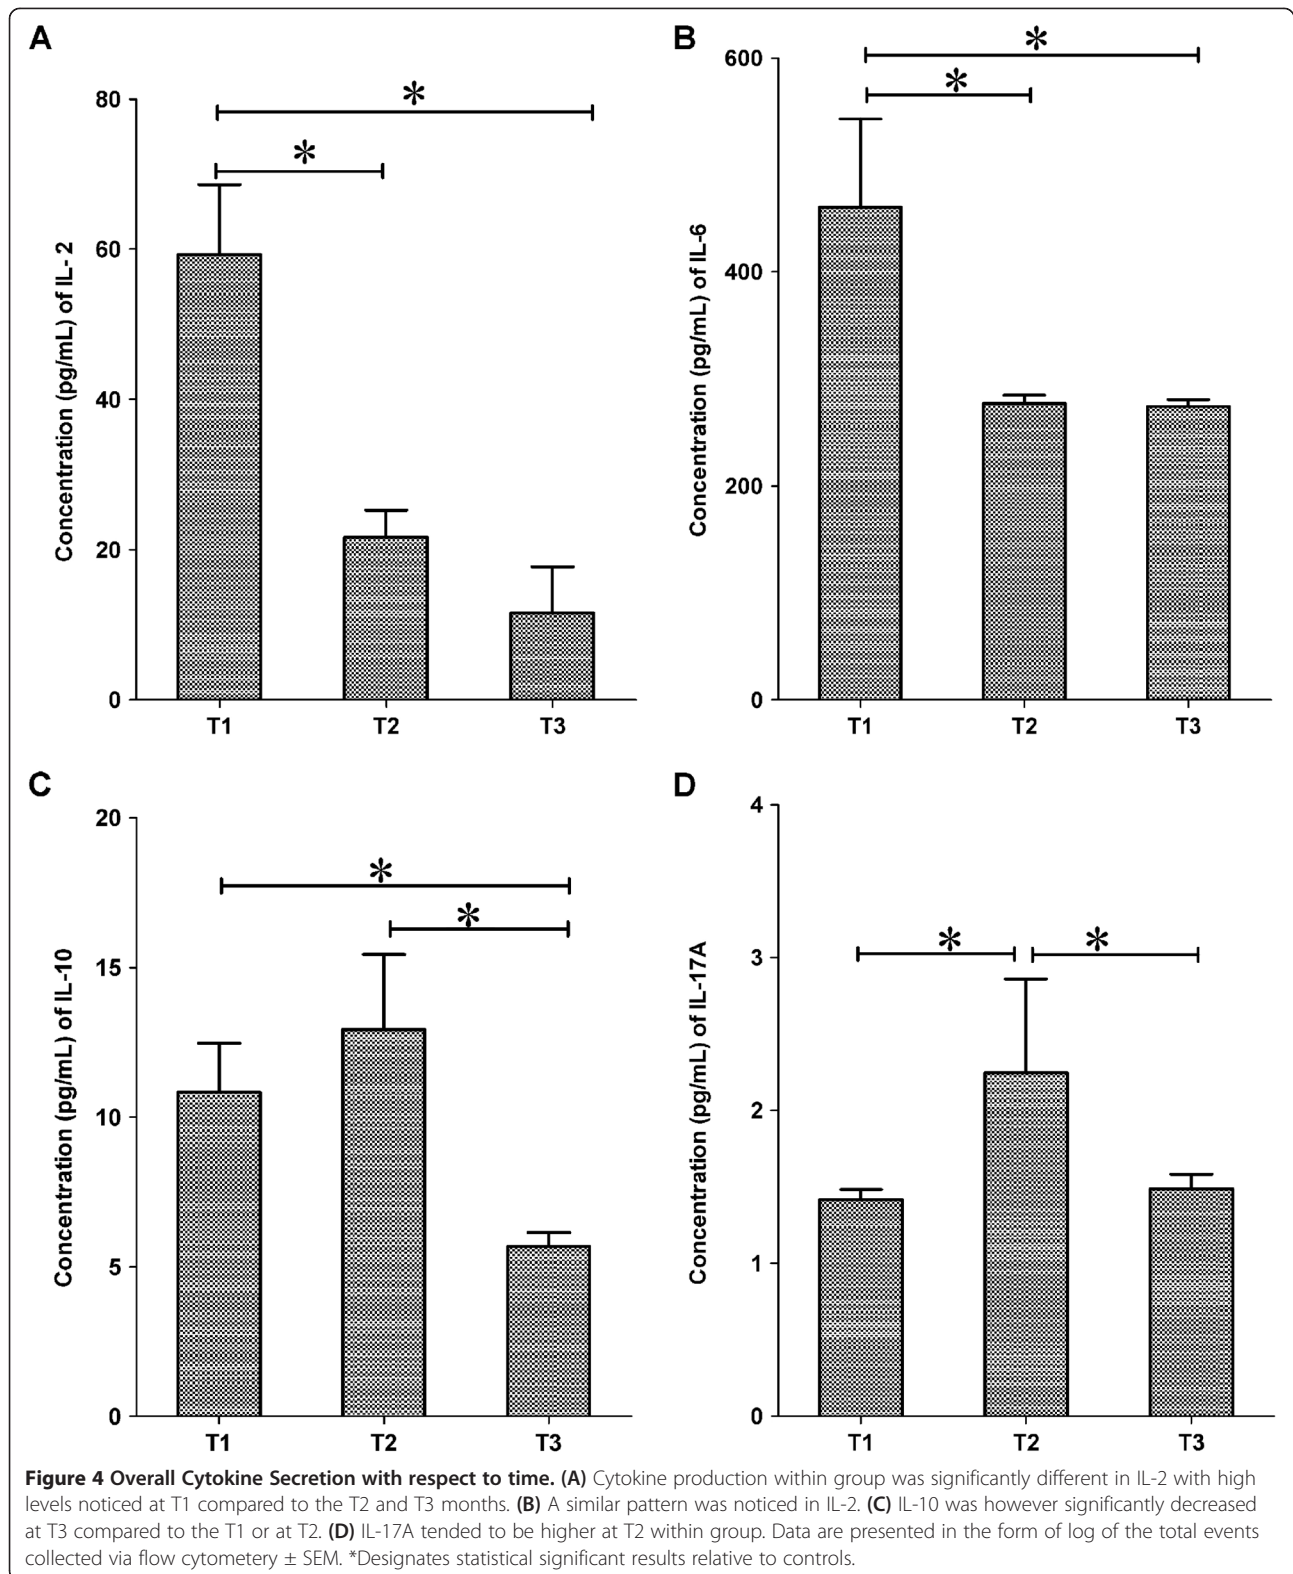 A
80
60
40
20
0
Concentration (pg/mL) of IL- 2
*
*
T1 T2 T3
B
600
400
200
0
Concentration (pg/mL) of IL-6
*
*
T1 T2 T3
C
20
15
10
5
0
Concentration (pg/mL) of IL-10
*
*
T1 T2 T3
D
4
3
2
1
0
Concentration (pg/mL) of IL-17A
* *
T1 T2 T3
Figure 4 Overall Cytokine Secretion with respect to time. (A) Cytokine production within group was significantly different in IL-2 with high
levels noticed at T1 compared to the T2 and T3 months. (B) A similar pattern was noticed in IL-2. (C) IL-10 was however significantly decreased
at T3 compared to the T1 or at T2. (D) IL-17A tended to be higher at T2 within group. Data are presented in the form of log of the total events
collected via flow cytometery ± SEM. *Designates statistical significant results relative to controls.